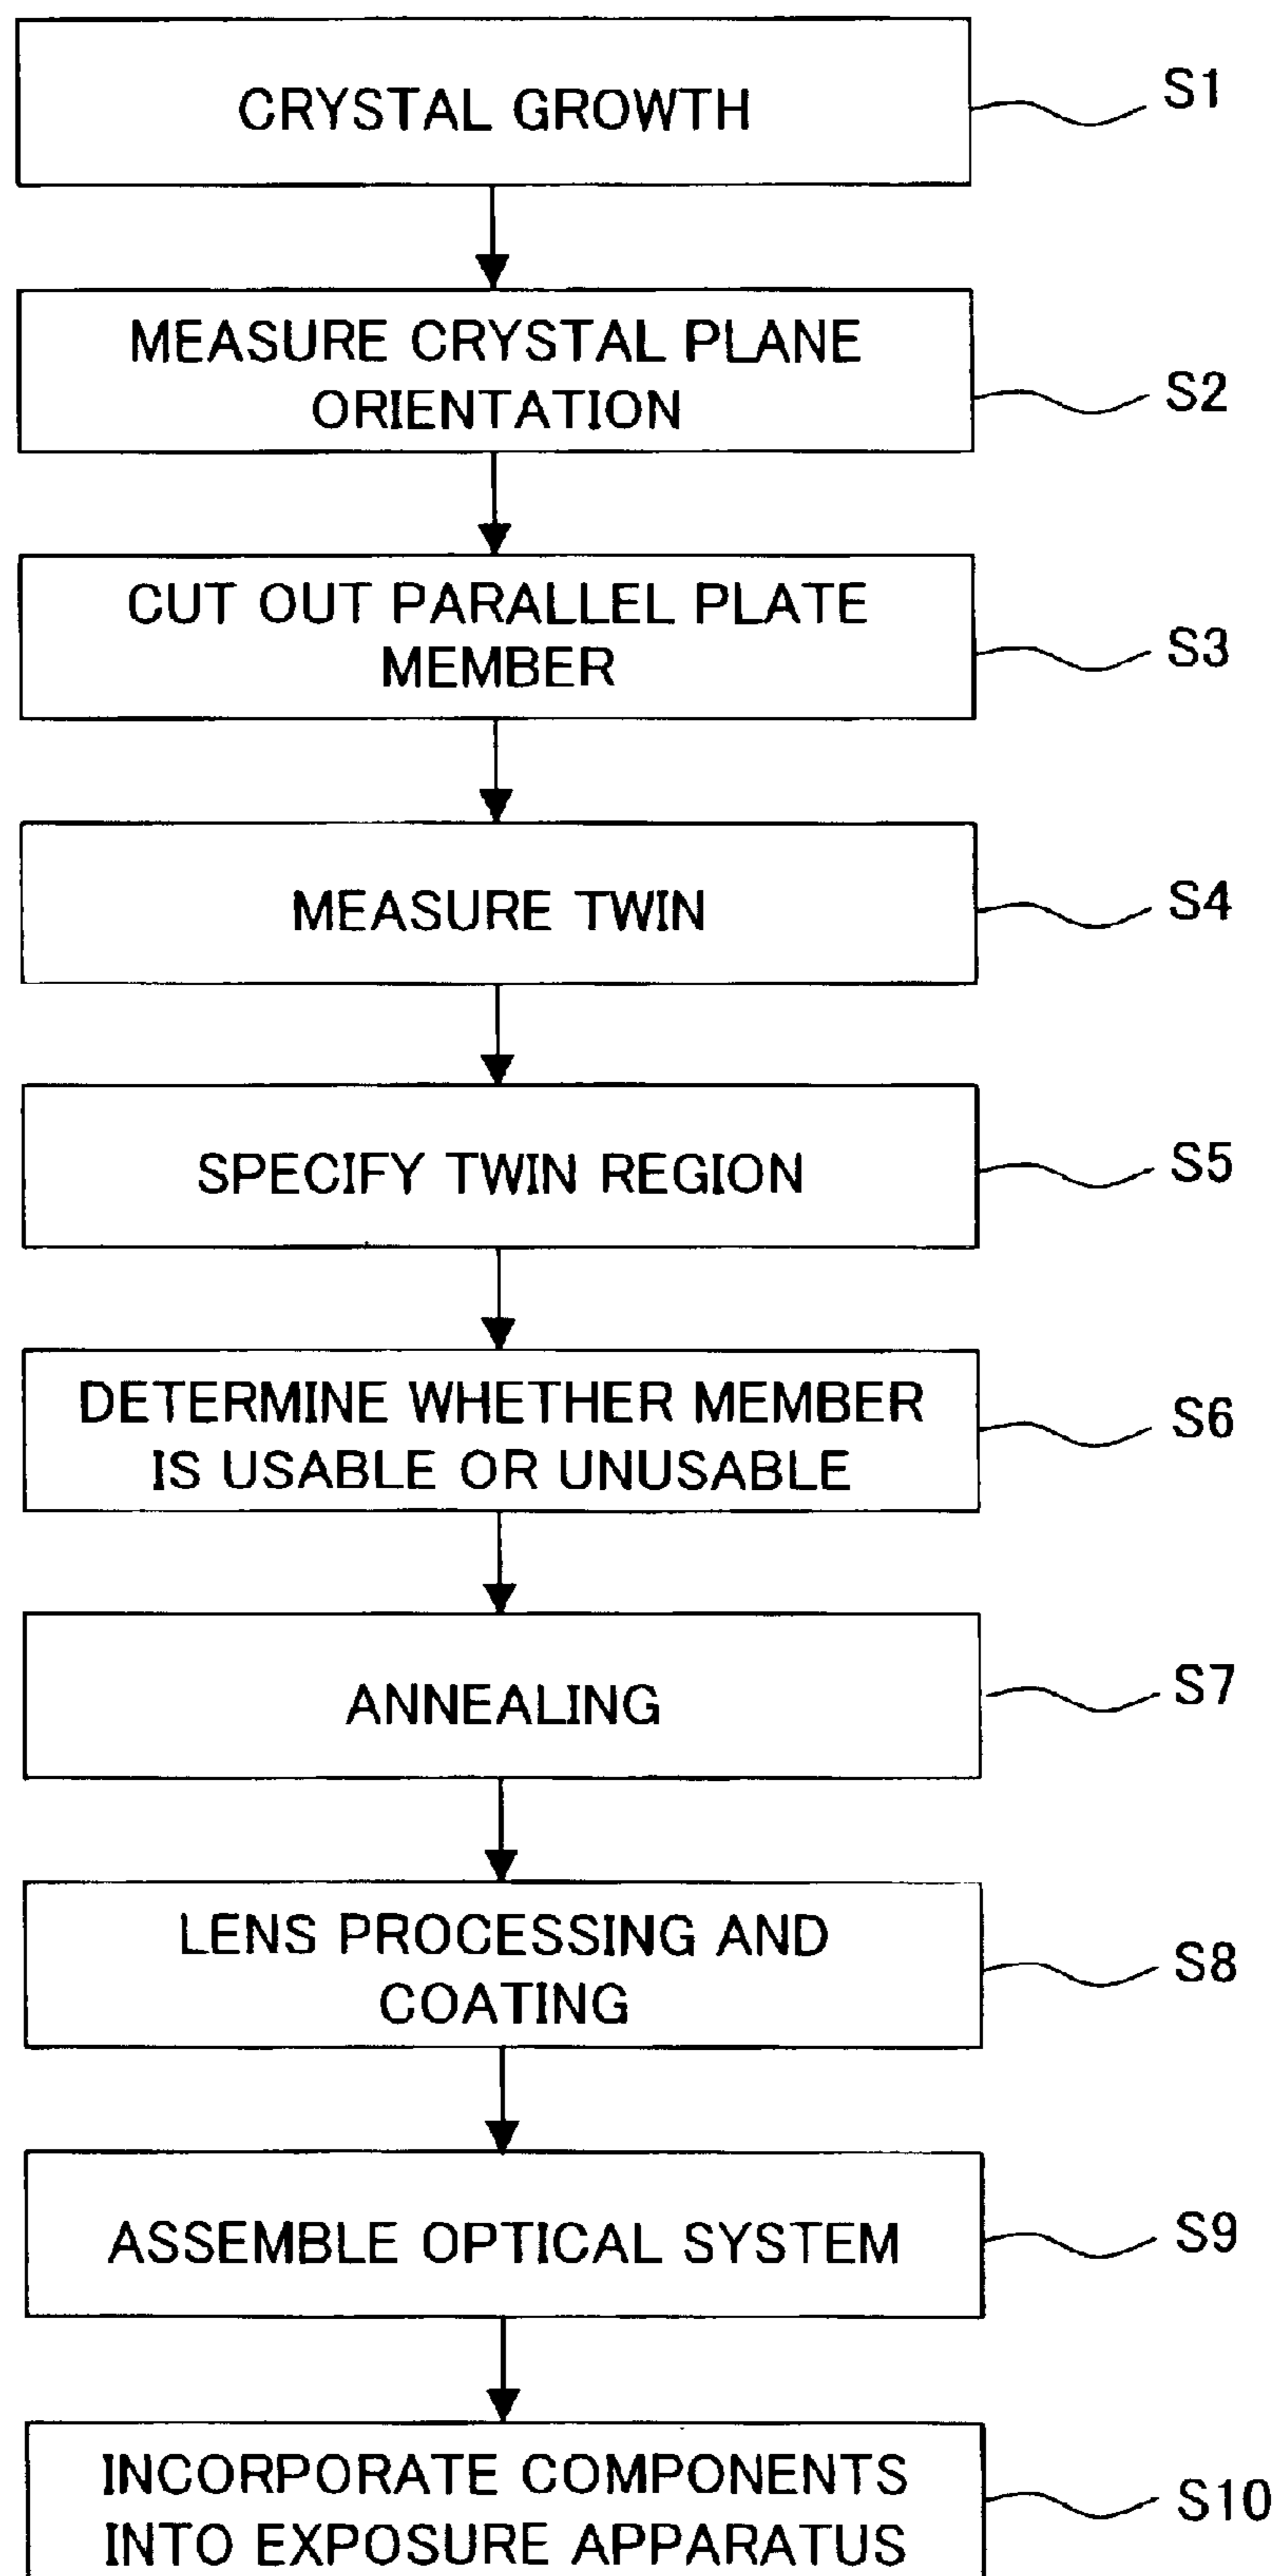 CRYSTAL GROWTH
S1
MEASURE CRYSTAL PLANE
ORIENTATION
S2
CUT OUT PARALLEL PLATE
MEMBER
S3
MEASURE TWIN
S4
SPECIFY TWIN REGION
S5
DETERMINE WHETHER MEMBER
IS USABLE OR UNUSABLE
S6
ANNEALING
S7
LENS PROCESSING AND
COATING
S8
ASSEMBLE OPTICAL SYSTEM
S9
INCORPORATE COMPONENTS
INTO EXPOSURE APPARATUS
S10